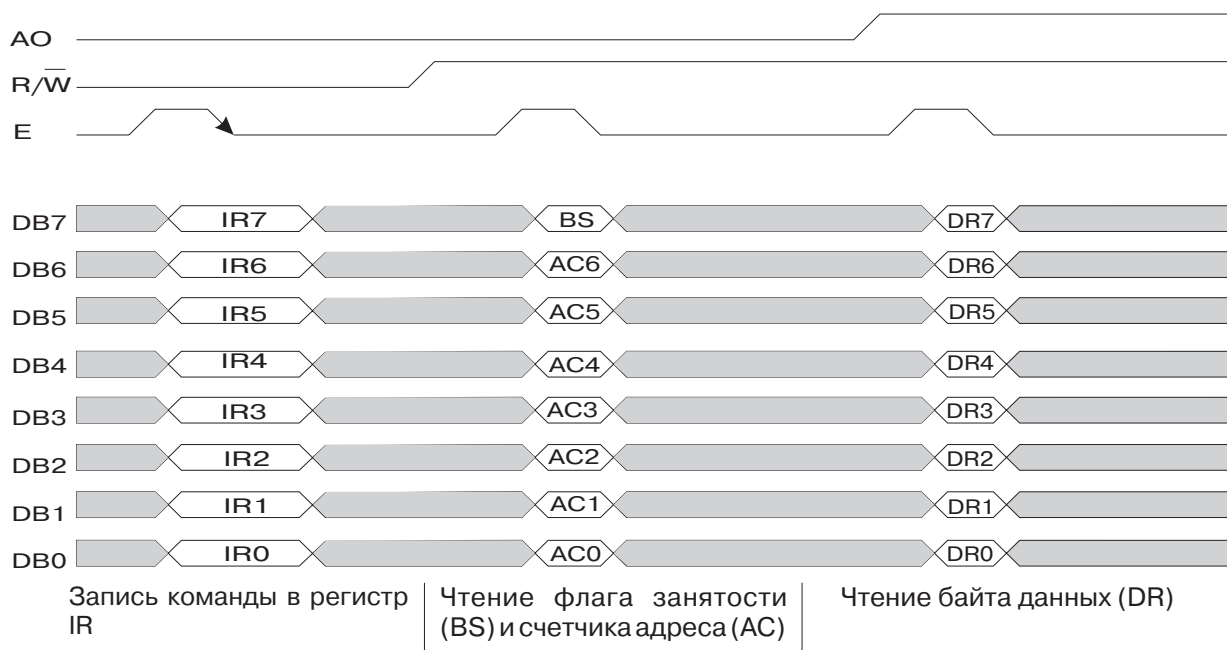 AO
R/W̅
E
DB7 IR7 BS DR7
DB6 IR6 AC6 DR6
DB5 IR5 AC5 DR5
DB4 IR4 AC4 DR4
DB3 IR3 AC3 DR3
DB2 IR2 AC2 DR2
DB1 IR1 AC1 DR1
DB0 IR0 AC0 DR0
Запись команды в регистр
IR
Чтение флага занятости
(BS) и счетчика адреса (AC)
Чтение байта данных (DR)